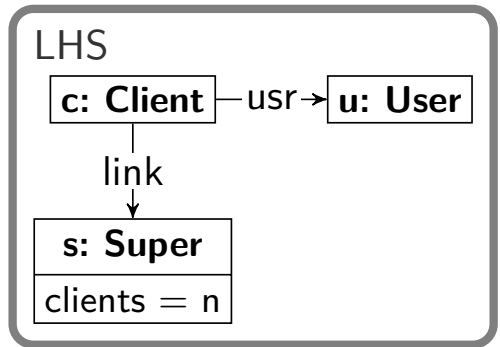 LHS
c: Client usr u: User
link
s: Super
clients = n